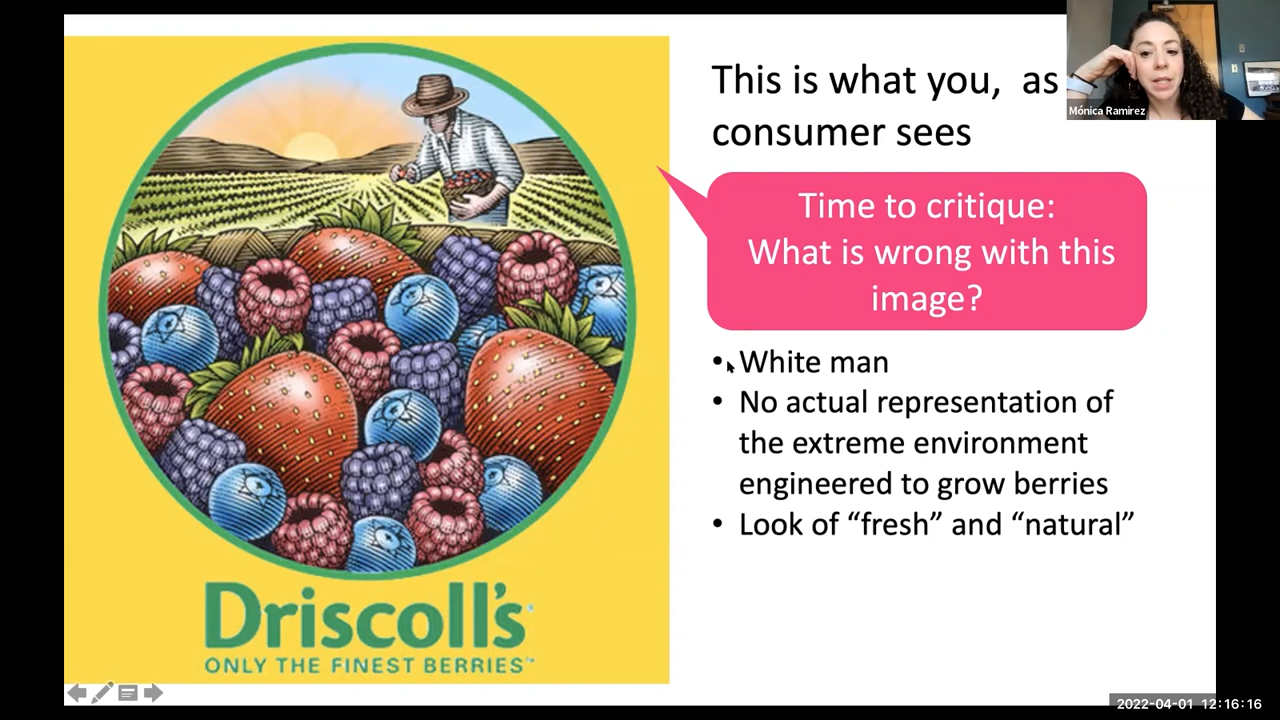 This is what you, as
consumer sees
Mónica Ramirez
Time to critique:
What is wrong with this
image?
• White man
• No actual representation of
the extreme environment
engineered to grow berries
• Look of “fresh” and “natural”
Driscoll's
ONLY THE FINEST BERRIES™
2022-04-01 12:16:16